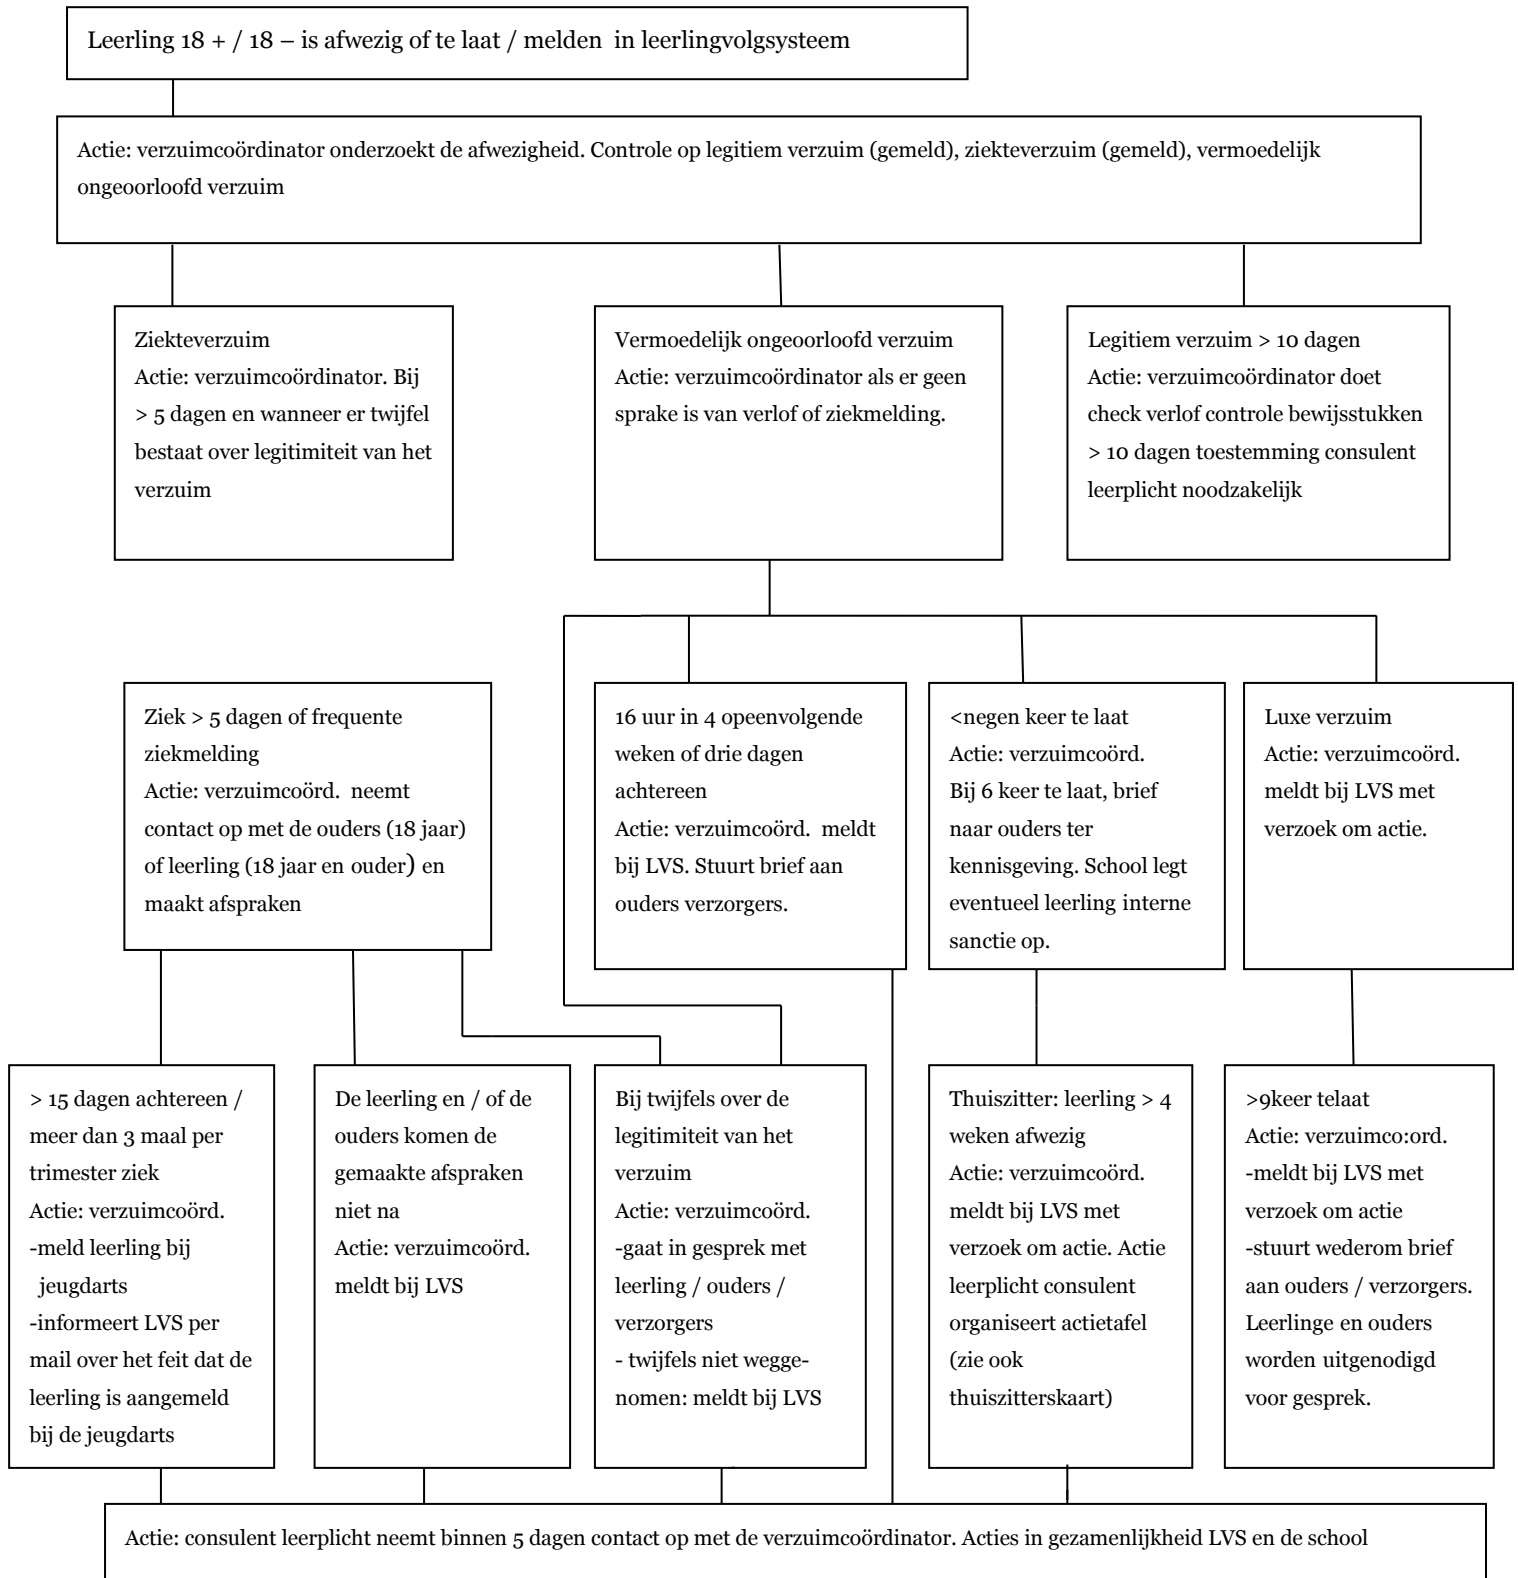 Leerling 18 + / 18 – is afwezig of te laat / melden in leerlingvolgsysteem
Actie: verzuimcoördinator onderzoekt de afwezigheid. Controle op legitiem verzuim (gemeld), ziekteverzuim (gemeld), vermoedelijk
ongeoorloofd verzuim
Ziekteverzuim
Actie: verzuimcoördinator. Bij
> 5 dagen en wanneer er twijfel
bestaat over legitimiteit van het
verzuim
Vermoedelijk ongeoorloofd verzuim
Actie: verzuimcoördinator als er geen
sprake is van verlof of ziekmelding.
Legitiem verzuim > 10 dagen
Actie: verzuimcoördinator doet
check verlof controle bewijsstukken
> 10 dagen toestemming consulent
leerplicht noodzakelijk
Ziek > 5 dagen of frequente
ziekmelding
Actie: verzuimcoörd. neemt
contact op met de ouders (18 jaar)
of leerling (18 jaar en ouder) en
maakt afspraken
16 uur in 4 opeenvolgende
weken of drie dagen
achtereen
Actie: verzuimcoörd. meldt
bij LVS. Stuurt brief aan
ouders verzorgers.
<negen keer te laat
Actie: verzuimcoörd.
Bij 6 keer te laat, brief
naar ouders ter
kennisgeving. School legt
eventueel leerling interne
sanctie op.
Luxe verzuim
Actie: verzuimcoörd.
meldt bij LVS met
verzoek om actie.
> 15 dagen achtereen /
meer dan 3 maal per
trimester ziek
Actie: verzuimcoörd.
-meld leerling bij
jeugdarts
-informeert LVS per
mail over het feit dat de
leerling is aangemeld
bij de jeugdarts
De leerling en / of de
ouders komen de
gemaakte afspraken
niet na
Actie: verzuimcoörd.
meldt bij LVS
Bij twijfels over de
legitimiteit van het
verzuim
Actie: verzuimcoörd.
-gaat in gesprek met
leerling / ouders /
verzorgers
- twijfels niet wegge-
nomen: meldt bij LVS
Thuiszitter: leerling > 4
weken afwezig
Actie: verzuimcoörd.
meldt bij LVS met
verzoek om actie. Actie
leerplicht consulent
organiseert actietafel
(zie ook
thuiszitterskaart)
>9keer telaat
Actie: verzuimco:ord.
-meldt bij LVS met
verzoek om actie
-stuurt wederom brief
aan ouders / verzorgers.
Leerlinge en ouders
worden uitgenodigd
voor gesprek.
Actie: consulent leerplicht neemt binnen 5 dagen contact op met de verzuimcoördinator. Acties in gezamenlijkheid LVS en de school